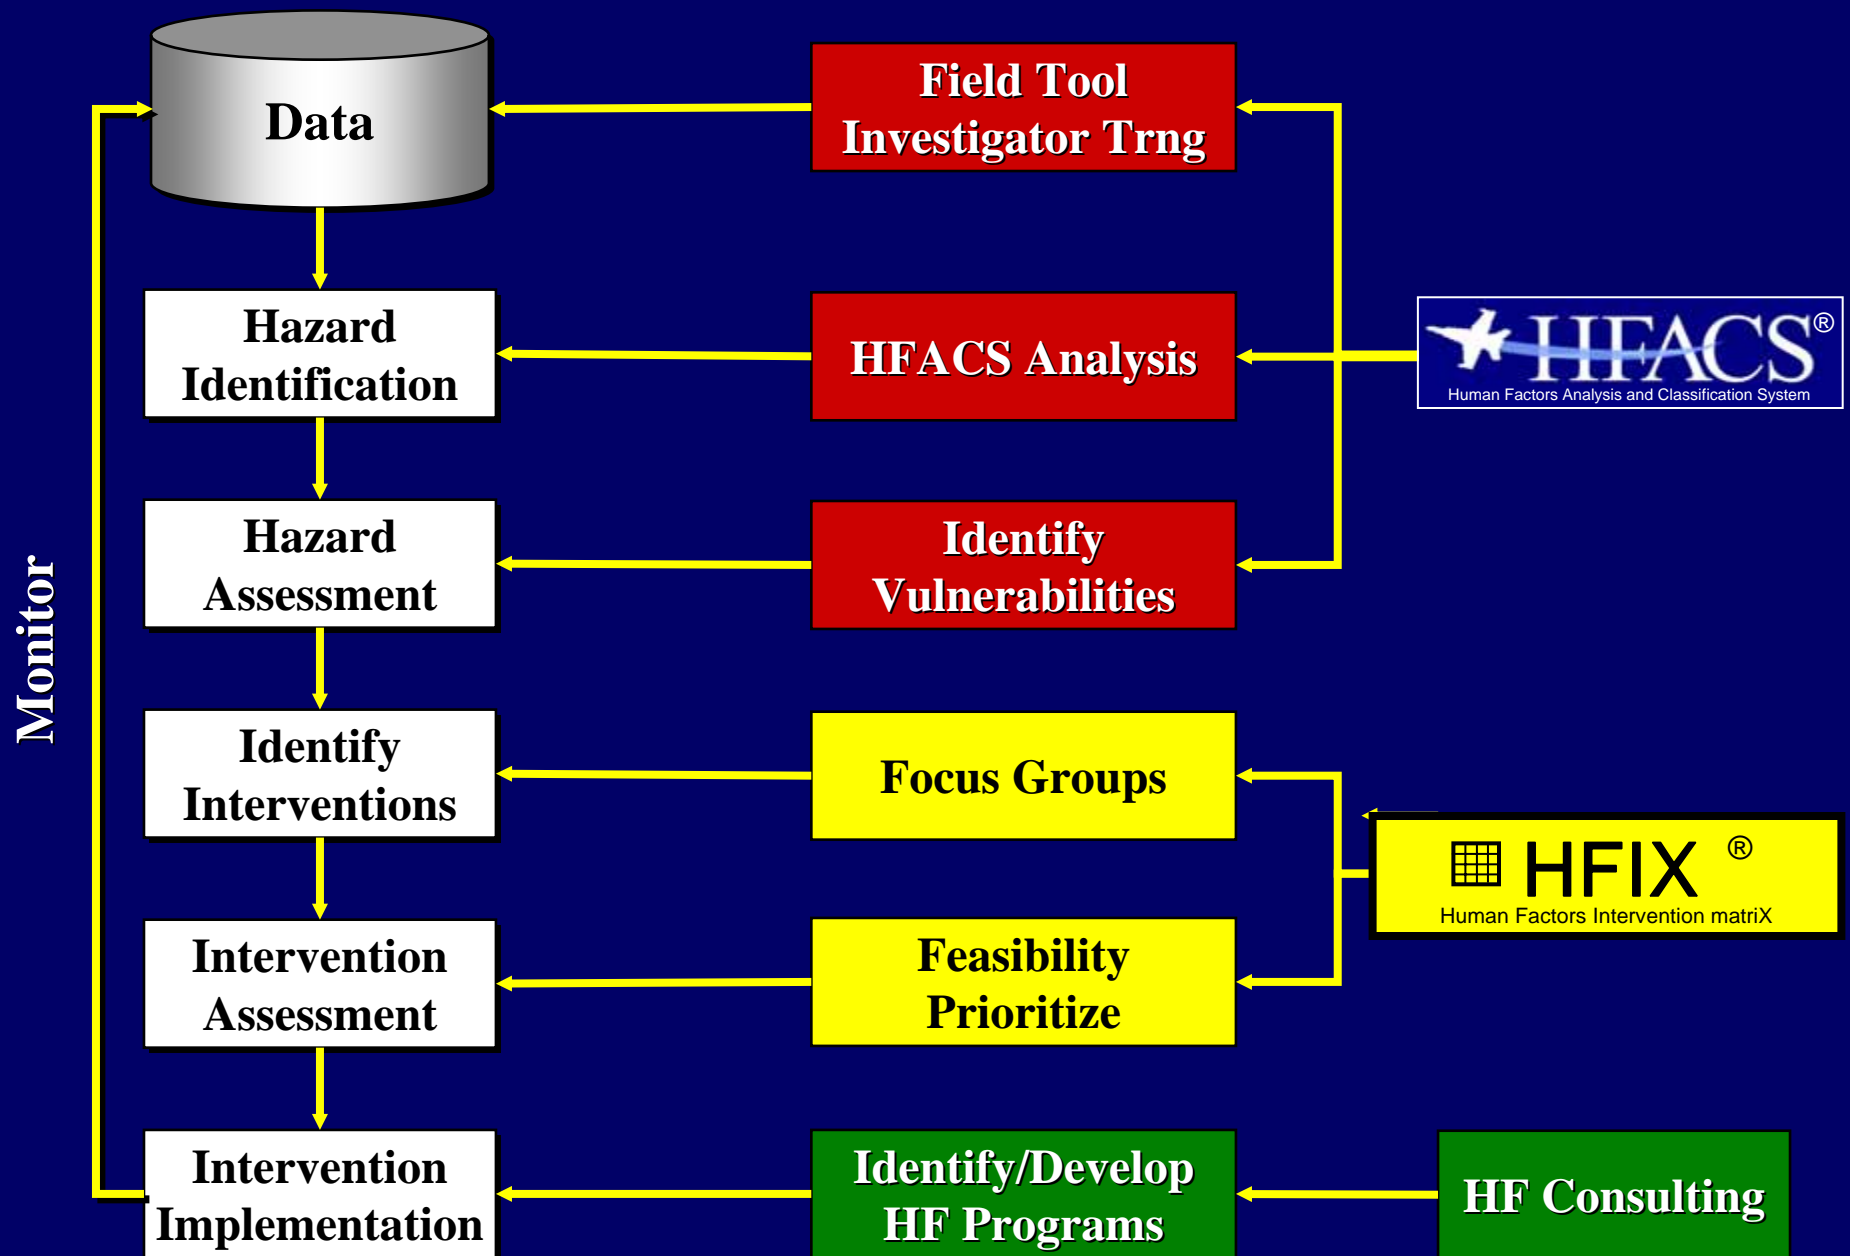 Data
Field Tool
Investigator Trng
Hazard
Identification
HFACS Analysis
HFACS®
Human Factors Analysis and Classification System
Hazard
Assessment
Identify
Vulnerabilities
Monitor
Identify
Interventions
Focus Groups
HFIX ®
Human Factors Intervention matriX
Intervention
Assessment
Feasibility
Prioritize
Intervention
Implementation
Identify/Develop
HF Programs
HF Consulting